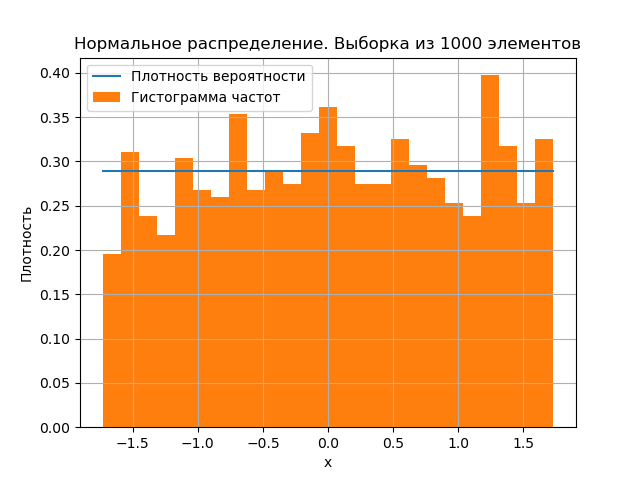 Нормальное распределение. Выборка из 1000 элементов
Плотность вероятности
Гистограмма частот
Плотность
0.40
0.35
0.30
0.25
0.20
0.15
0.10
0.05
0.00
−1.5 −1.0 −0.5 0.0 0.5 1.0 1.5
x